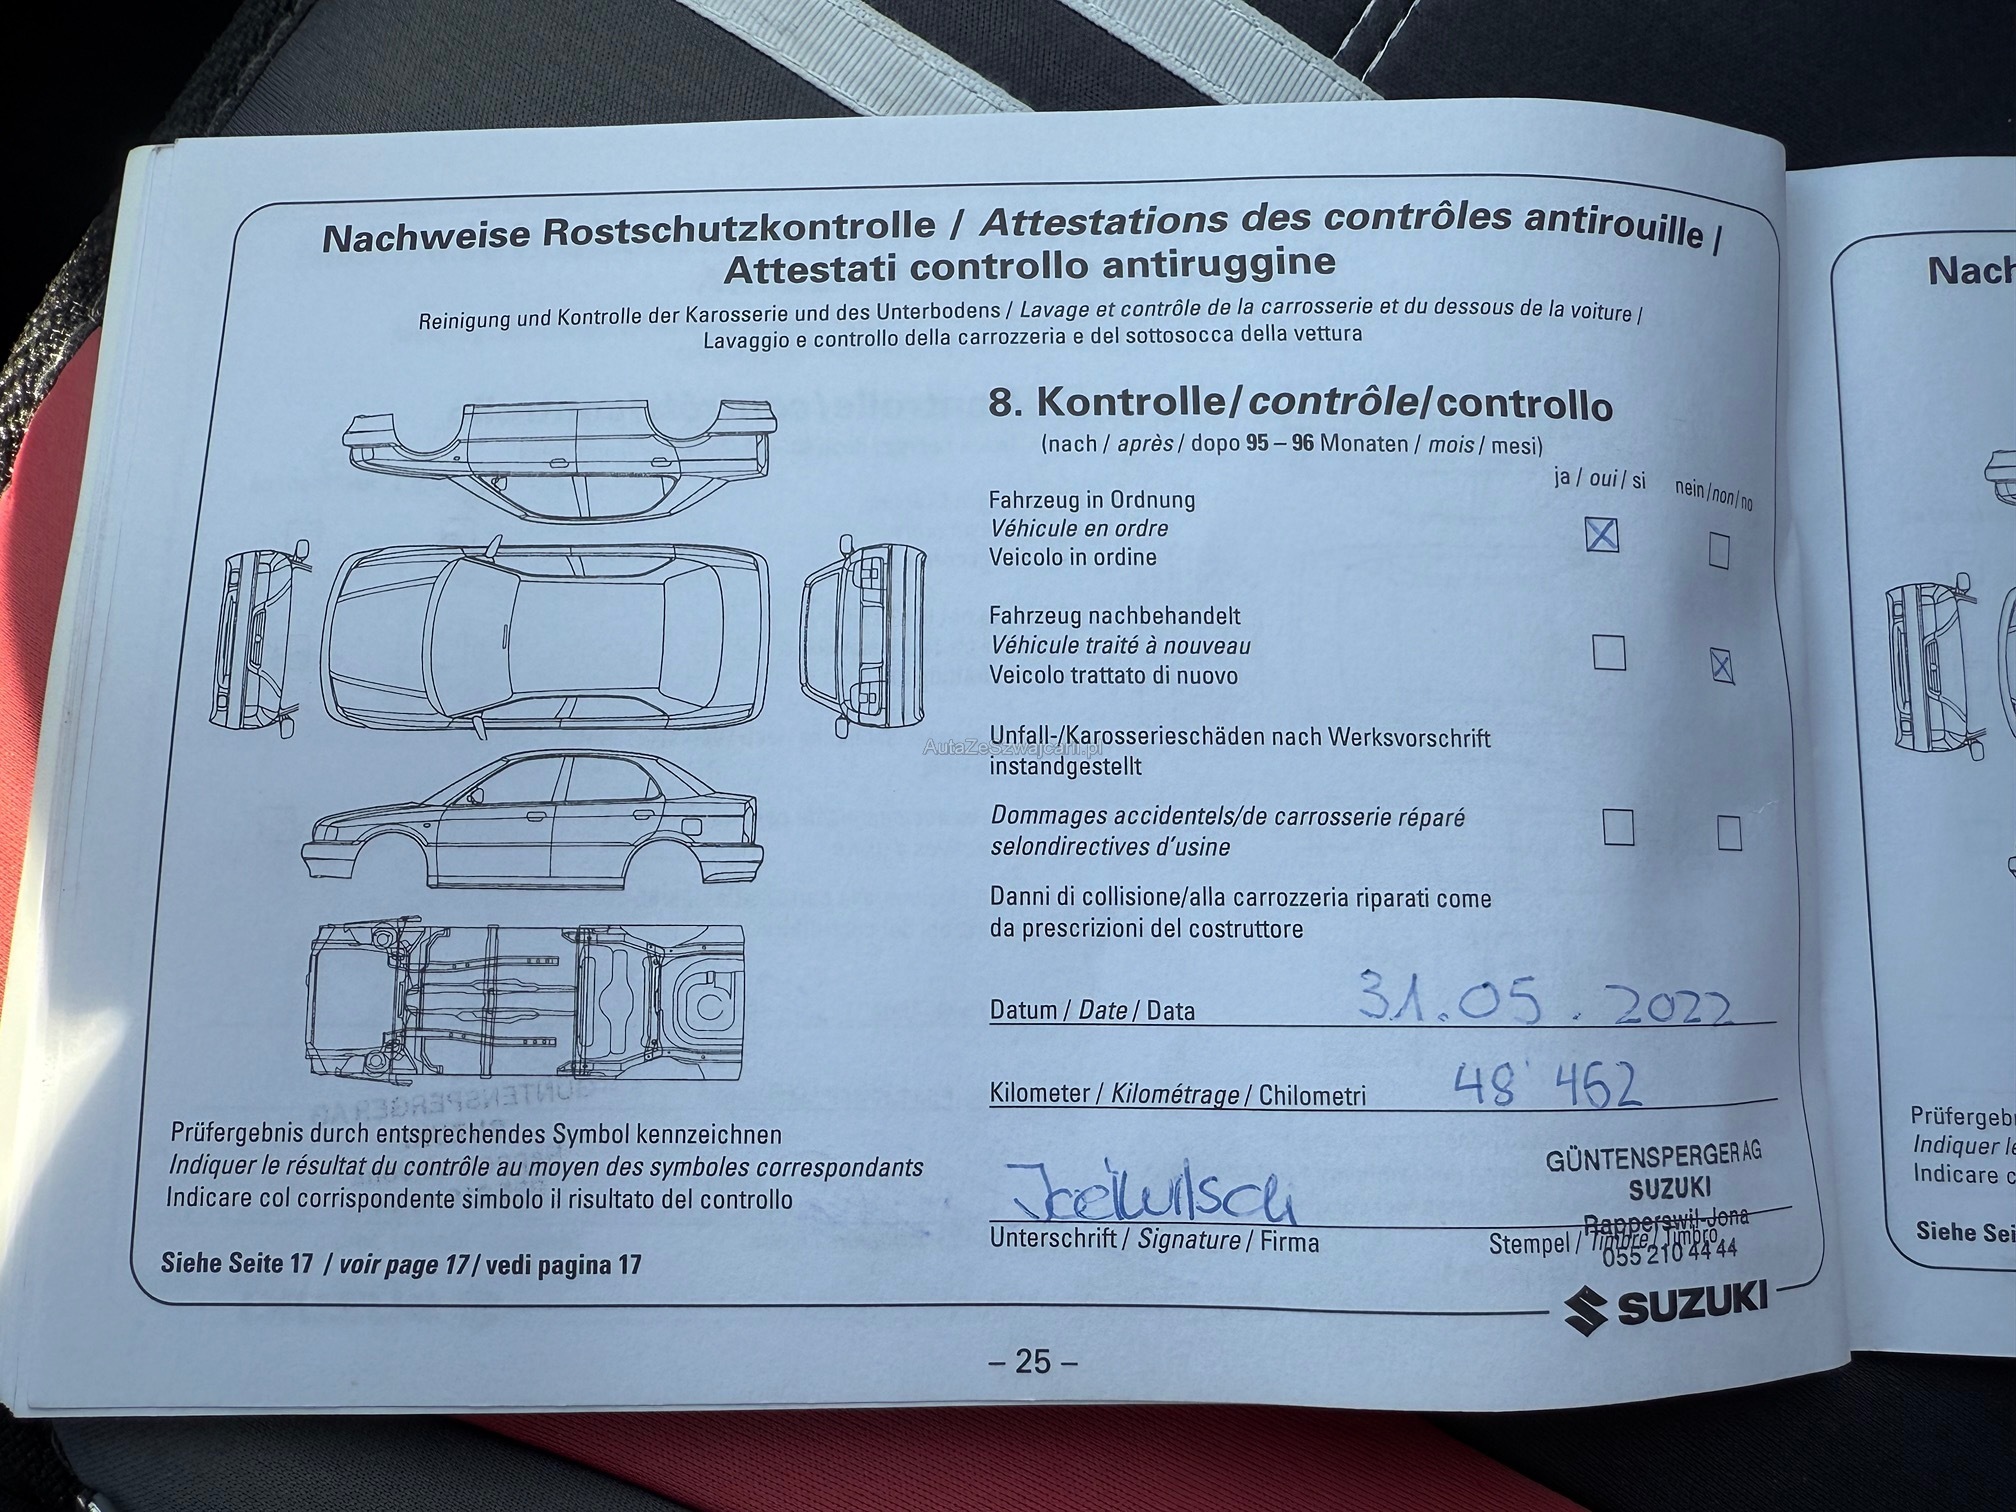 Nachweise Rostschutzkontrolle / Attestations des contrôles antirouille /
Attestati controllo antiruggine
Reinigung und Kontrolle der Karosserie und des Unterbodens / Lavage et contrôle de la carrosserie et du dessous de la voiture /
Lavaggio e controllo della carrozzeria e del sottosocca della vettura
8. Kontrolle/contrôle/controllo
(nach / après / dopo 95 – 96 Monaten / mois / mesi)
ja / oui / si nein/non/no
Fahrzeug in Ordnung
Véhicule en ordre
Veicolo in ordine
Fahrzeug nachbehandelt
Véhicule traité à nouveau
Veicolo trattato di nuovo
Unfall-/Karosserieschäden nach Werksvorschrift
instandgestellt
AutaZeSzwajcarii.pl
Dommages accidentels/de carrosserie réparé
selondirectives d'usine
Danni di collisione/alla carrozzeria riparati come
da prescrizioni del costruttore
Datum / Date / Data 31.05.2022
Kilometer / Kilométrage / Chilometri 48'462
GÜNTENSPERGER AG
SUZUKI
Rapperswil-Jona
055 210 44 44
Unterschrift / Signature / Firma Stempel / Timbre / Timbro
Prüfergebnis durch entsprechendes Symbol kennzeichnen
Indiquer le résultat du contrôle au moyen des symboles correspondants
Indicare col corrispondente simbolo il risultato del controllo
Siehe Seite 17 / voir page 17 / vedi pagina 17
SUZUKI
– 25 –
Nach
Prüfergeb
Indiquer le
Indicare c
Siehe Sei